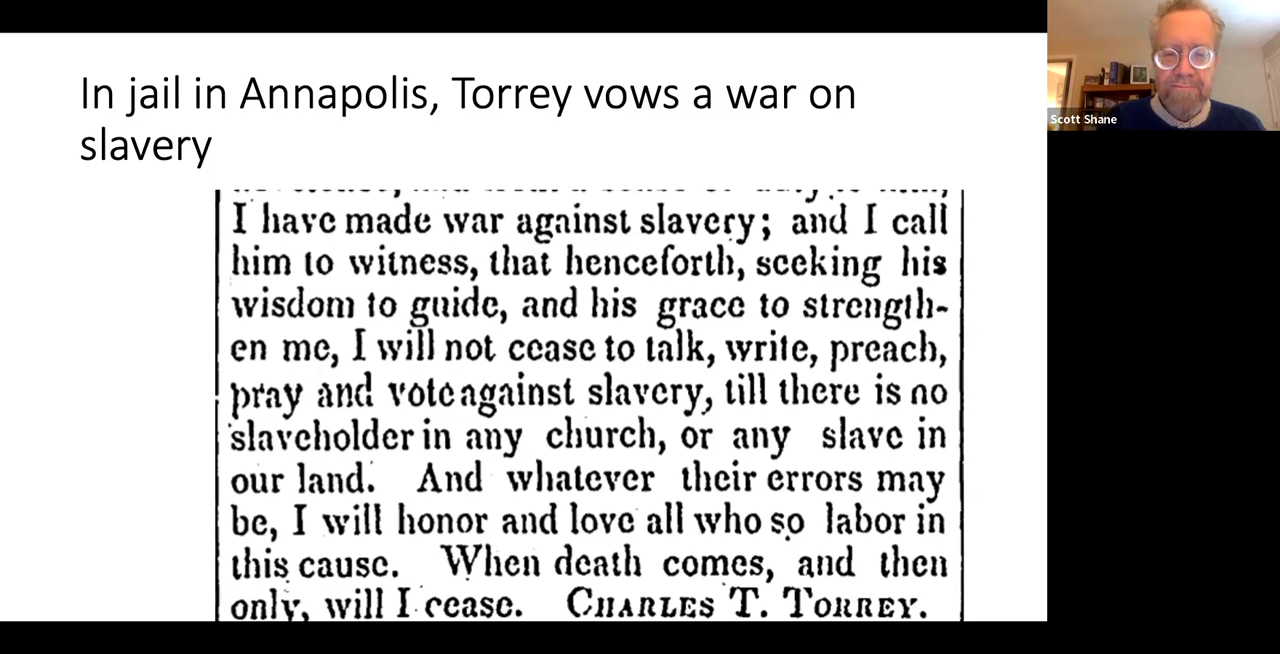 In jail in Annapolis, Torrey vows a war on
slavery
I have made war against slavery; and I call
him to witness, that henceforth, seeking his
wisdom to guide, and his grace to strength-
en me, I will not cease to talk, write, preach,
pray and vote against slavery, till there is no
slaveholder in any church, or any slave in
our land. And whatever their errors may
be, I will honor and love all who so labor in
this cause. When death comes, and then
only, will I cease. CHARLES T. TORREY.
Scott Shane